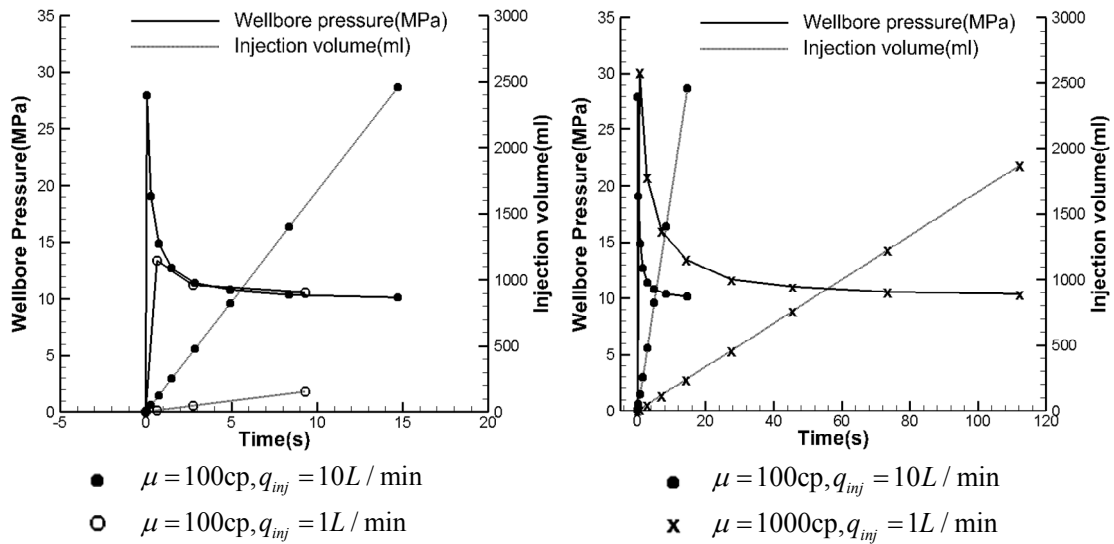 Wellbore pressure(MPa)
Injection volume(ml)
Wellbore Pressure(MPa)
35
30
25
20
15
10
5
0
3000
2500
2000
1500
1000
500
0
Injection volume(ml)
-5 0 5 10 15 20
Time(s)
μ = 100cp, q_inj = 10L / min
μ = 100cp, q_inj = 1L / min
Wellbore pressure(MPa)
Injection volume(ml)
Wellbore Pressure(MPa)
35
30
25
20
15
10
5
0
3000
2500
2000
1500
1000
500
0
Injection volume(ml)
0 20 40 60 80 100 120
Time(s)
μ = 100cp, q_inj = 10L / min
μ = 1000cp, q_inj = 1L / min